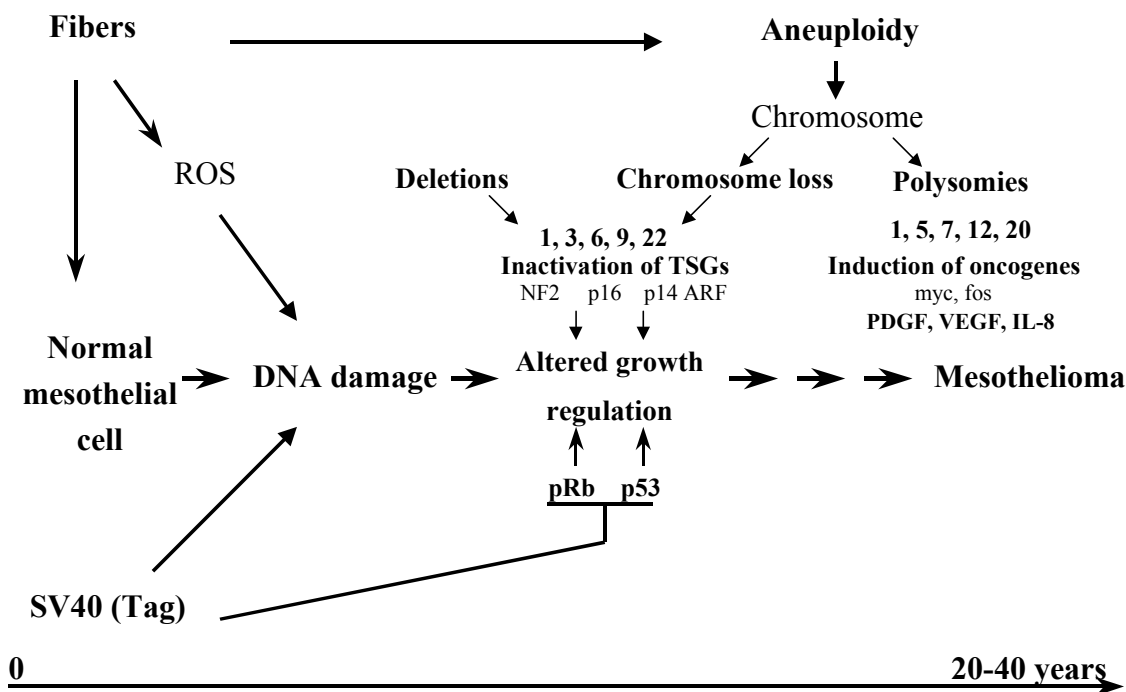 Fibers
Aneuploidy
Chromosome
ROS
Deletions
Chromosome loss
Polysomies
1, 3, 6, 9, 22
Inactivation of TSGs
NF2 p16 p14 ARF
1, 5, 7, 12, 20
Induction of oncogenes
myc, fos
PDGF, VEGF, IL-8
Normal
mesothelial
cell
DNA damage
Altered growth
regulation
Mesothelioma
pRb p53
SV40 (Tag)
0
20-40 years